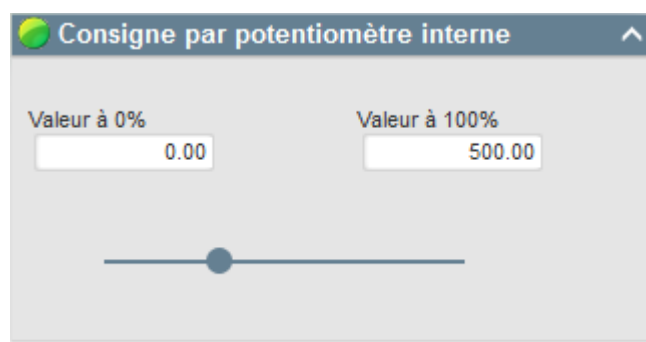 Consigne par potentiomètre interne
Valeur à 0% Valeur à 100%
0.00 500.00